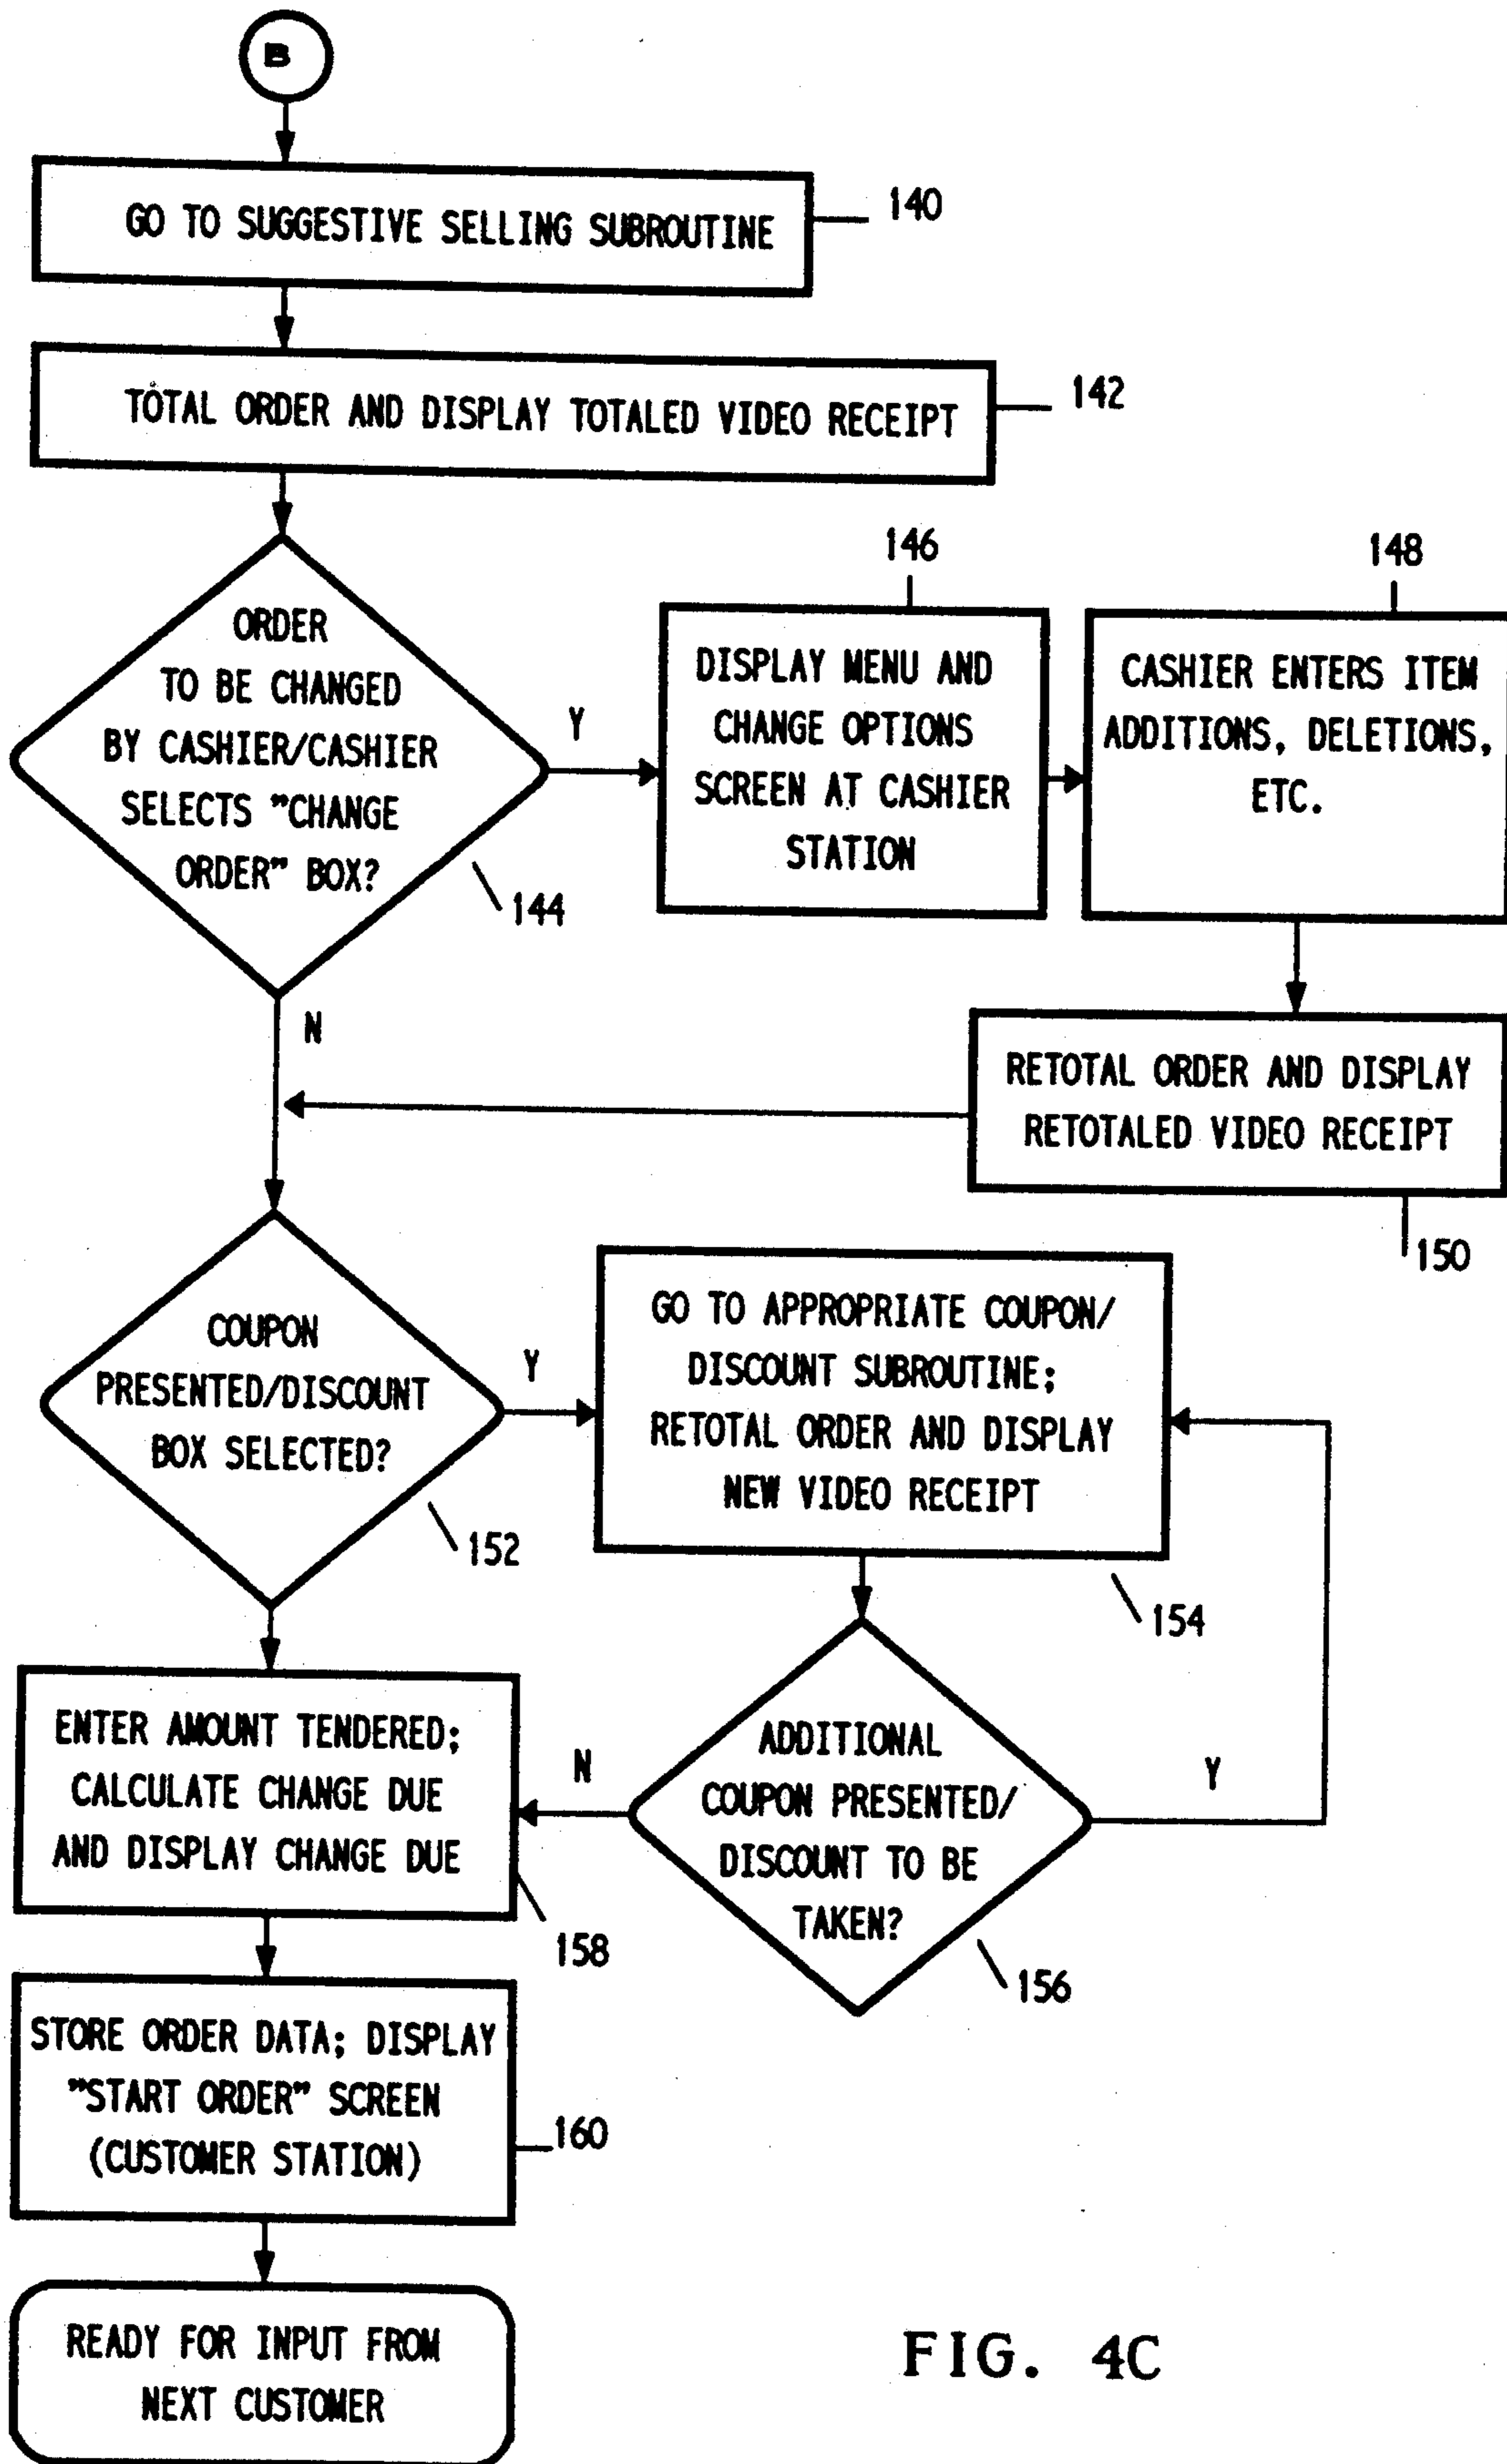 B
GO TO SUGGESTIVE SELLING SUBROUTINE
140
TOTAL ORDER AND DISPLAY TOTALED VIDEO RECEIPT
142
ORDER
TO BE CHANGED
BY CASHIER/CASHIER
SELECTS "CHANGE
ORDER" BOX?
144
Y
146
DISPLAY MENU AND
CHANGE OPTIONS
SCREEN AT CASHIER
STATION
148
CASHIER ENTERS ITEM
ADDITIONS, DELETIONS,
ETC.
N
RETOTAL ORDER AND DISPLAY
RETOTALED VIDEO RECEIPT
150
COUPON
PRESENTED/DISCOUNT
BOX SELECTED?
152
Y
GO TO APPROPRIATE COUPON/
DISCOUNT SUBROUTINE;
RETOTAL ORDER AND DISPLAY
NEW VIDEO RECEIPT
154
ENTER AMOUNT TENDERED;
CALCULATE CHANGE DUE
AND DISPLAY CHANGE DUE
158
N
ADDITIONAL
COUPON PRESENTED/
DISCOUNT TO BE
TAKEN?
156
Y
STORE ORDER DATA; DISPLAY
"START ORDER" SCREEN
(CUSTOMER STATION)
160
READY FOR INPUT FROM
NEXT CUSTOMER
FIG. 4C